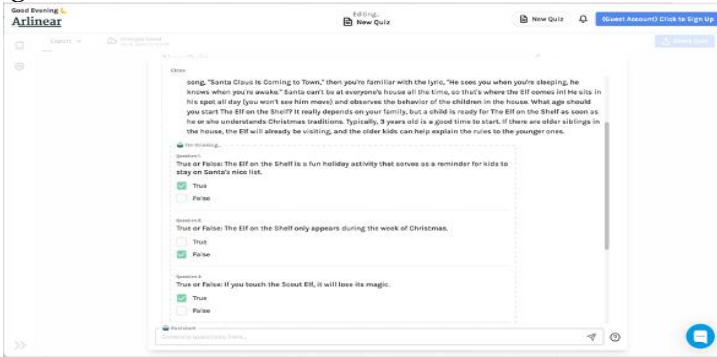 Good Evening
Arlinear
Editing...
New Quiz
New Quiz
(Guest Account) Click to Sign Up
Export
Share Quiz
Chaos
song, "Santa Claus Is Coming to Town," then you're familiar with the lyric, "He sees you when you're sleeping, he
knows when you're awake." Santa can't be at everyone's house all the time, so that's where the Elf comes in! He sits in
his spot all day (you won't see him move) and observes the behavior of the children in the house. What age should
you start The Elf on the Shelf? It really depends on your family, but a child is ready for The Elf on the Shelf as soon as
he or she understands Christmas traditions. Typically, 3 years old is a good time to start. If there are older siblings in
the house, the Elf will already be visiting, and the older kids can help explain the rules to the younger ones.
I'm thinking...
Question 1.
True or False: The Elf on the Shelf is a fun holiday activity that serves as a reminder for kids to
stay on Santa's nice list.
True
False
Question 2.
True or False: The Elf on the Shelf only appears during the week of Christmas.
True
False
Question 3.
True or False: If you touch the Scout Elf, it will lose its magic.
True
False
Assistant
Generate questions here...